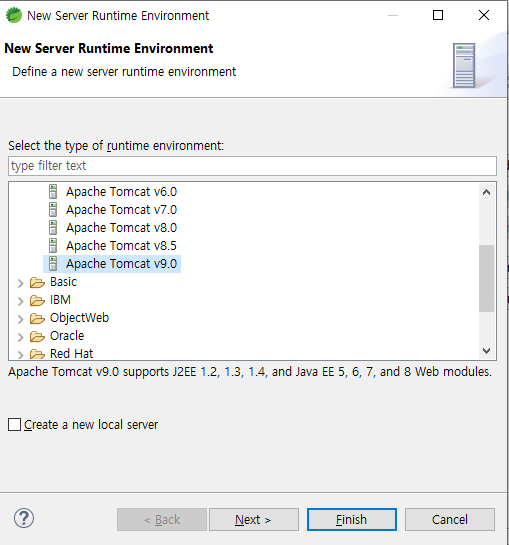 New Server Runtime Environment
New Server Runtime Environment
Define a new server runtime environment
Select the type of runtime environment:
type filter text
Apache Tomcat v6.0
Apache Tomcat v7.0
Apache Tomcat v8.0
Apache Tomcat v8.5
Apache Tomcat v9.0
Basic
IBM
ObjectWeb
Oracle
Red Hat
Apache Tomcat v9.0 supports J2EE 1.2, 1.3, 1.4, and Java EE 5, 6, 7, and 8 Web modules.
Create a new local server
? < Back Next > Finish Cancel